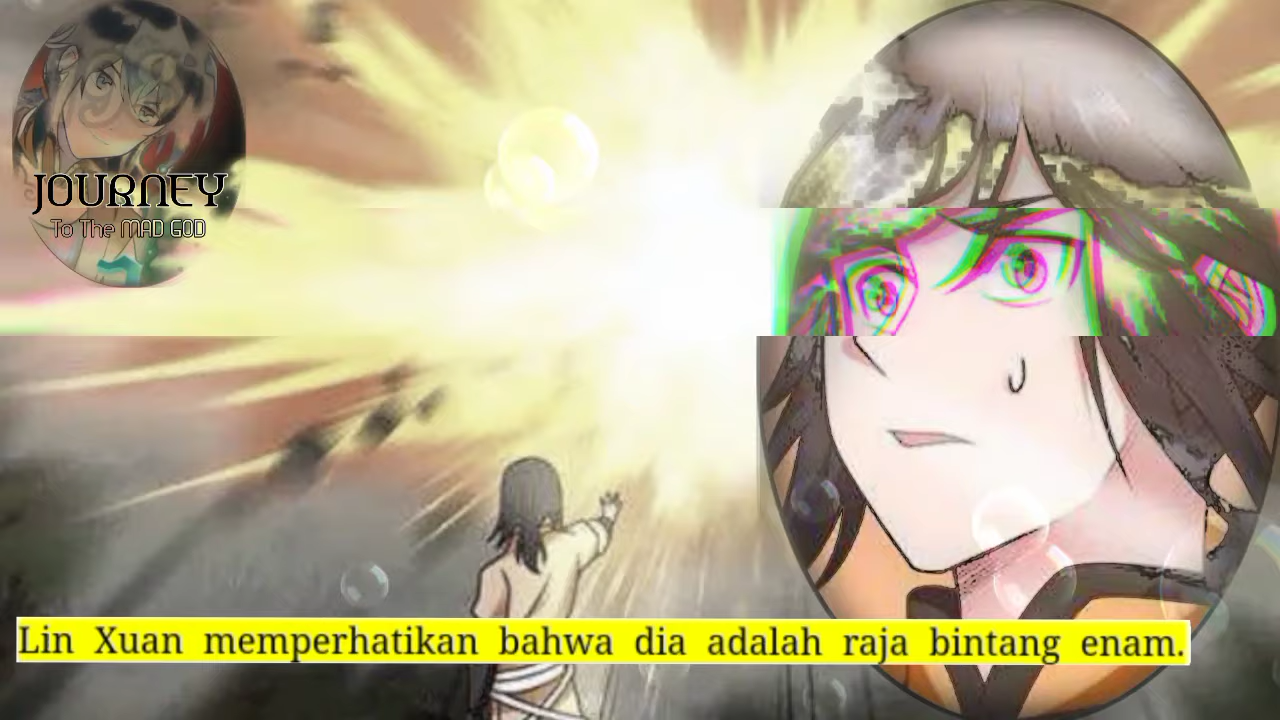 JOURNEY
To The MAD GOD
Lin Xuan memperhatikan bahwa dia adalah raja bintang enam.